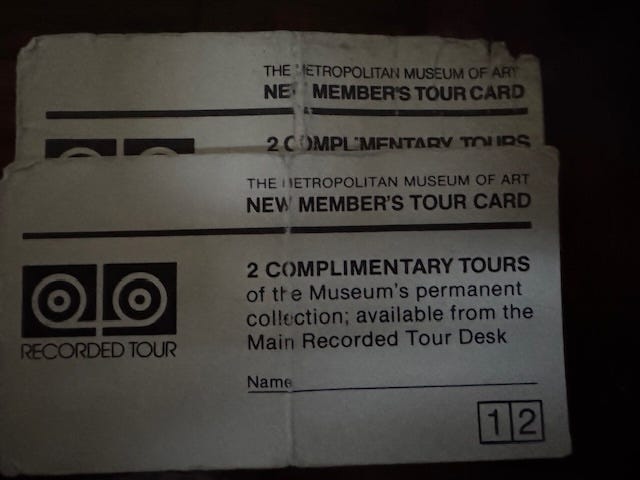 THE METROPOLITAN MUSEUM OF ART
NEW MEMBER'S TOUR CARD
2 COMPLIMENTARY TOURS
THE METROPOLITAN MUSEUM OF ART
NEW MEMBER'S TOUR CARD
2 COMPLIMENTARY TOURS
of the Museum's permanent
collection; available from the
Main Recorded Tour Desk
RECORDED TOUR
Name
1 2